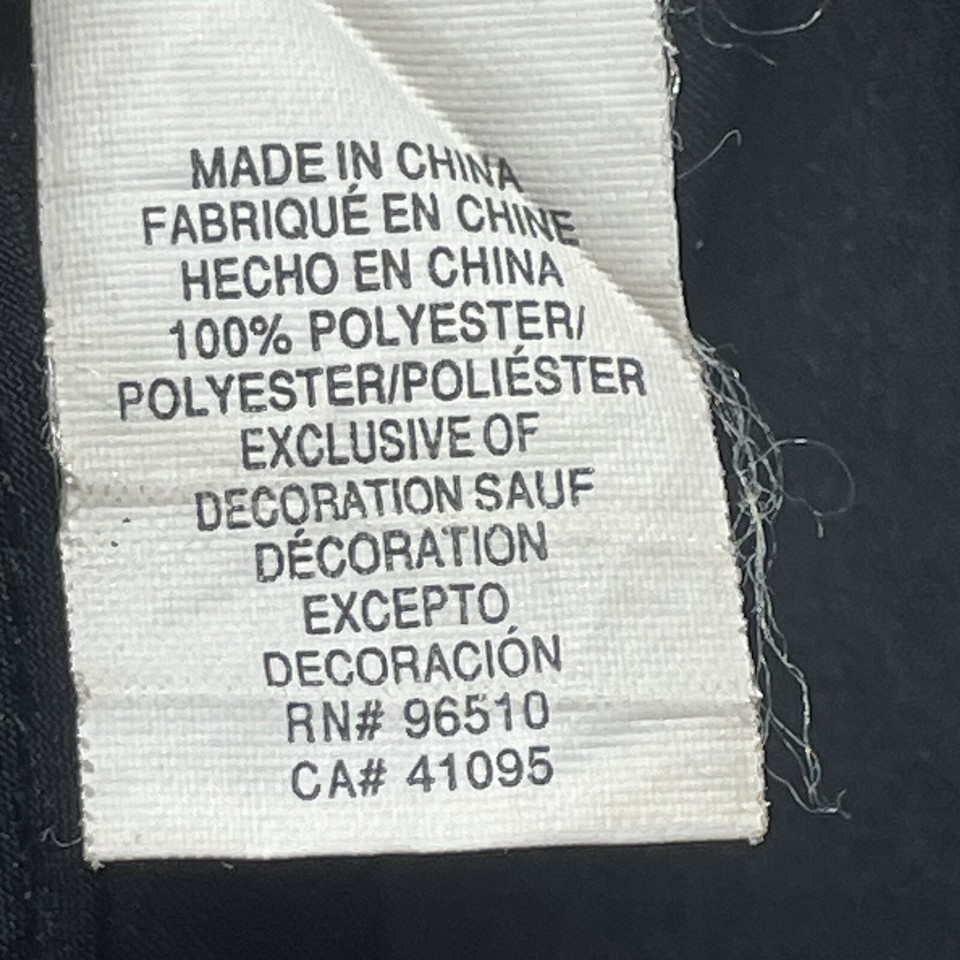 MADE IN CHINA
FABRIQUÉ EN CHINE
HECHO EN CHINA
100% POLYESTER/
POLYESTER/POLIÉSTER
EXCLUSIVE OF
DECORATION SAUF
DÉCORATION
EXCEPTO
DECORACIÓN
RN# 96510
CA# 41095